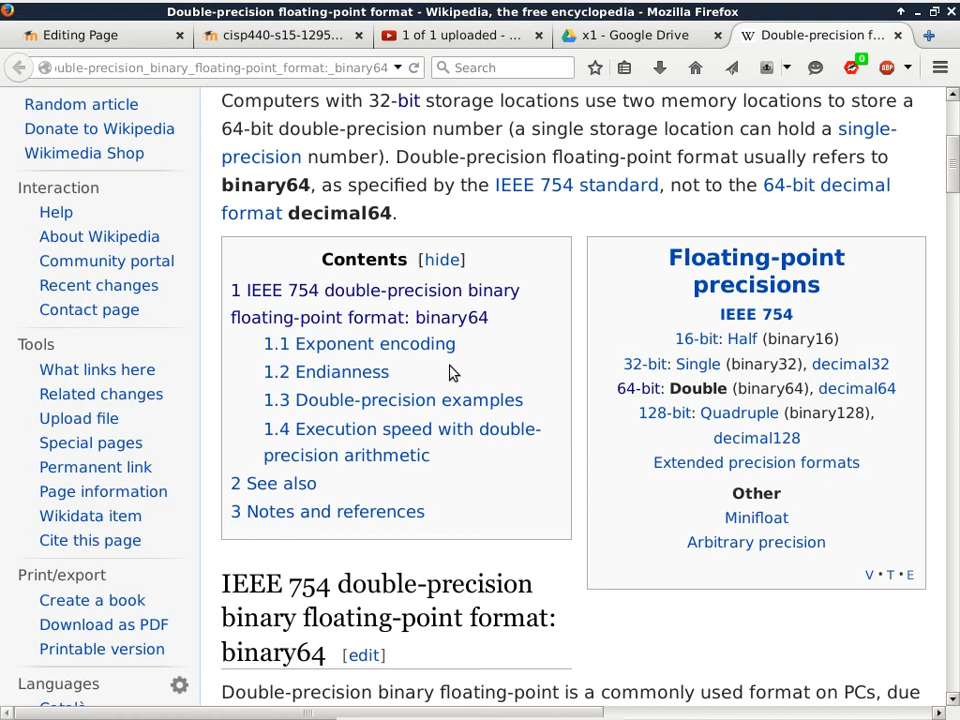 Double-precision floating-point format - Wikipedia, the free encyclopedia - Mozilla Firefox
Editing Page
cisp440-s15-1295...
1 of 1 uploaded - ...
x1 - Google Drive
Double-precision f...
uble-precision_binary_floating-point_format:_binary64
Search
0
ABP
Random article
Donate to Wikipedia
Wikimedia Shop
Interaction
Help
About Wikipedia
Community portal
Recent changes
Contact page
Tools
What links here
Related changes
Upload file
Special pages
Permanent link
Page information
Wikidata item
Cite this page
Print/export
Create a book
Download as PDF
Printable version
Languages
Computers with 32-bit storage locations use two memory locations to store a
64-bit double-precision number (a single storage location can hold a single-
precision number). Double-precision floating-point format usually refers to
binary64, as specified by the IEEE 754 standard, not to the 64-bit decimal
format decimal64.
Contents [hide]
1 IEEE 754 double-precision binary
floating-point format: binary64
1.1 Exponent encoding
1.2 Endianness
1.3 Double-precision examples
1.4 Execution speed with double-
precision arithmetic
2 See also
3 Notes and references
Floating-point
precisions
IEEE 754
16-bit: Half (binary16)
32-bit: Single (binary32), decimal32
64-bit: Double (binary64), decimal64
128-bit: Quadruple (binary128),
decimal128
Extended precision formats
Other
Minifloat
Arbitrary precision
V · T · E
IEEE 754 double-precision
binary floating-point format:
binary64 [edit]
Double-precision binary floating-point is a commonly used format on PCs, due